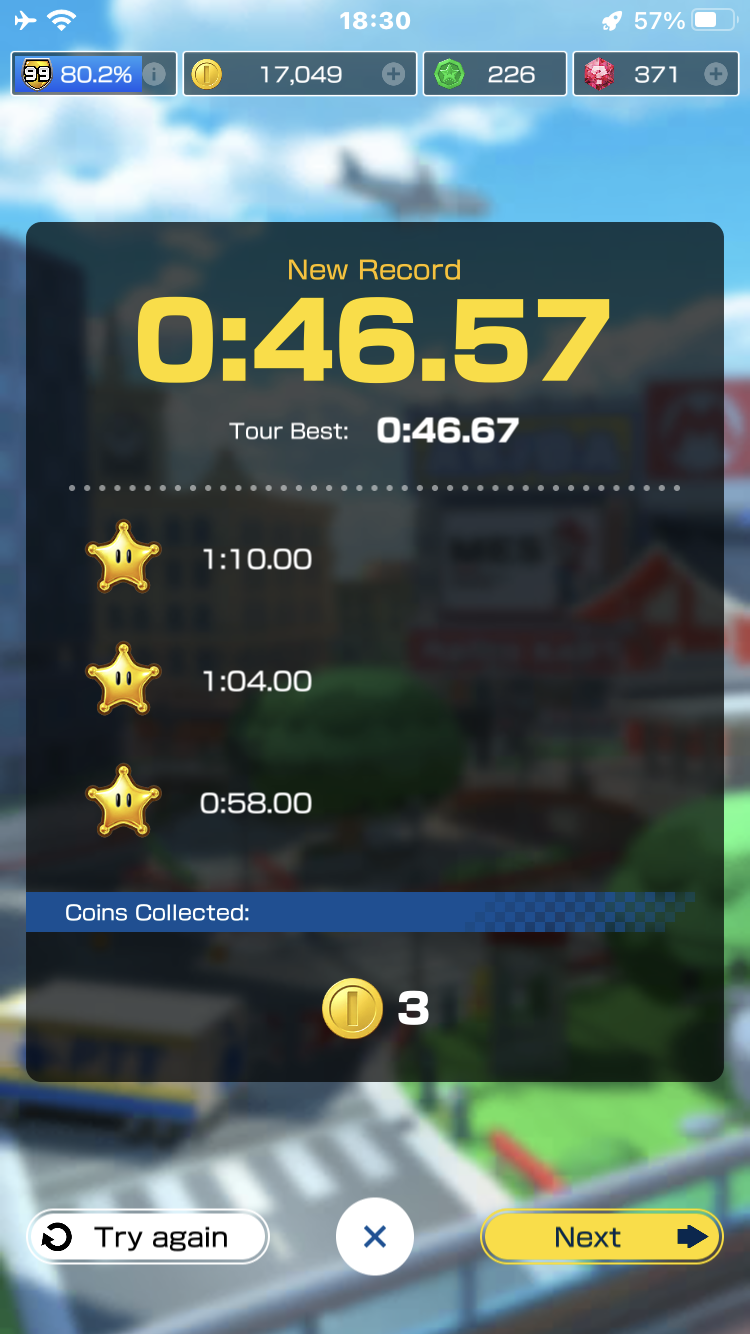 18:30
57%
99 80.2% 17,049 226 371
New Record
0:46.57
Tour Best: 0:46.67
1:10.00
1:04.00
0:58.00
Coins Collected:
3
Try again
Next